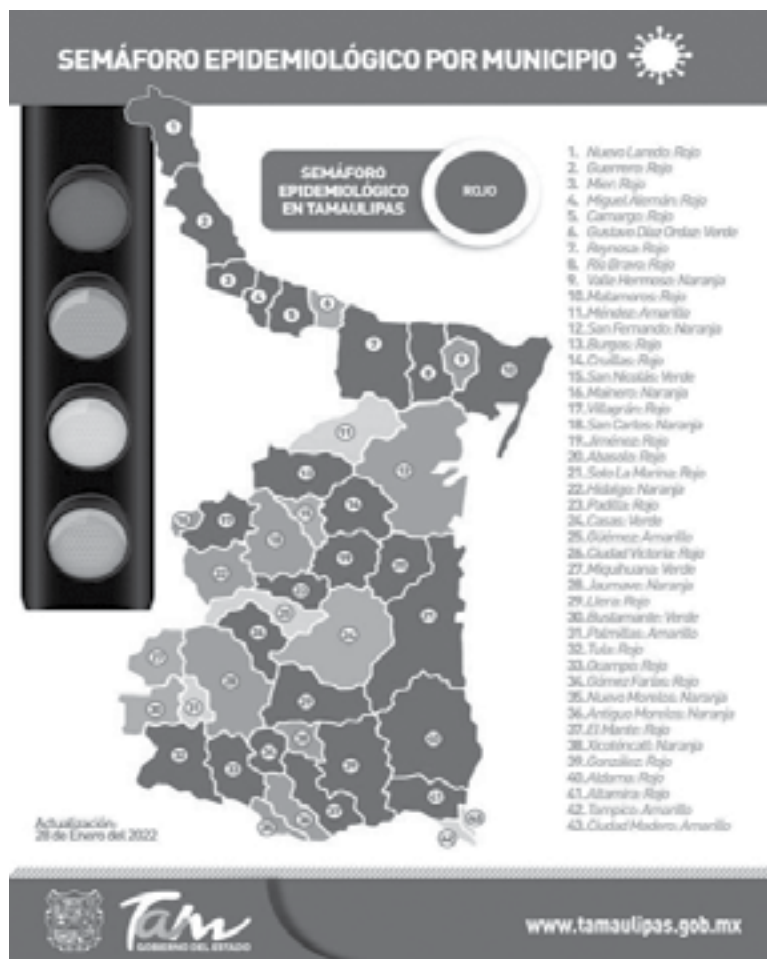 SEMÁFORO EPIDEMIOLÓGICO POR MUNICIPIO
SEMÁFORO
EPIDEMIOLÓGICO
EN TAMAULIPAS
ROJO
1. Nuevo Laredo: Rojo
2. Guerrero: Rojo
3. Mier: Rojo
4. Miguel Alemán: Rojo
5. Camargo: Rojo
6. Gustavo Díaz Ordaz: Verde
7. Reynosa: Rojo
8. Río Bravo: Rojo
9. Valle Hermoso: Naranja
10. Matamoros: Rojo
11. Méndez: Amarillo
12. San Fernando: Naranja
13. Burgos: Rojo
14. Cruillas: Rojo
15. San Nicolás: Verde
16. Mainero: Naranja
17. Villagrán: Rojo
18. San Carlos: Naranja
19. Jiménez: Rojo
20. Abasolo: Rojo
21. Soto La Marina: Rojo
22. Hidalgo: Naranja
23. Padilla: Rojo
24. Casas: Verde
25. Güémez: Amarillo
26. Ciudad Victoria: Rojo
27. Miquihuana: Verde
28. Jaumave: Naranja
29. Llera: Rojo
30. Bustamante: Verde
31. Palmillas: Amarillo
32. Tula: Rojo
33. Ocampo: Rojo
34. Gómez Farías: Rojo
35. Nuevo Morelos: Naranja
36. Antiguo Morelos: Naranja
37. El Mante: Rojo
38. Xicoténcatl: Naranja
39. González: Rojo
40. Aldama: Rojo
41. Altamira: Rojo
42. Tampico: Amarillo
43. Ciudad Madero: Amarillo
Actualización:
28 de Enero del 2022
Tam
GOBIERNO DEL ESTADO
www.tamaulipas.gob.mx